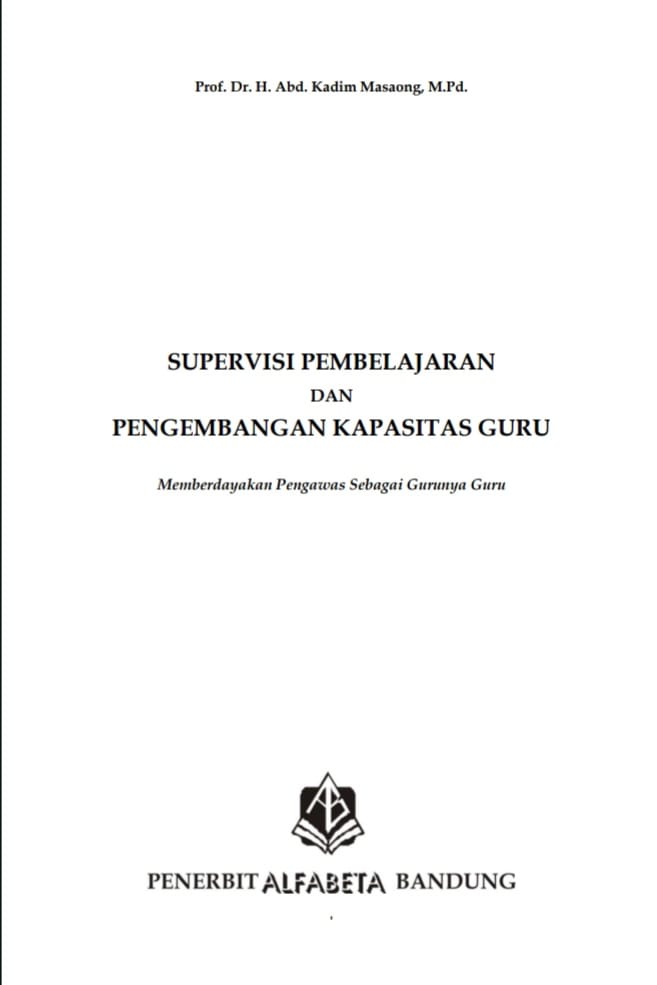 Prof. Dr. H. Abd. Kadim Masaong, M.Pd.
SUPERVISI PEMBELAJARAN
DAN
PENGEMBANGAN KAPASITAS GURU
Memberdayakan Pengawas Sebagai Gurunya Guru
AB
PENERBIT ALFABETA BANDUNG